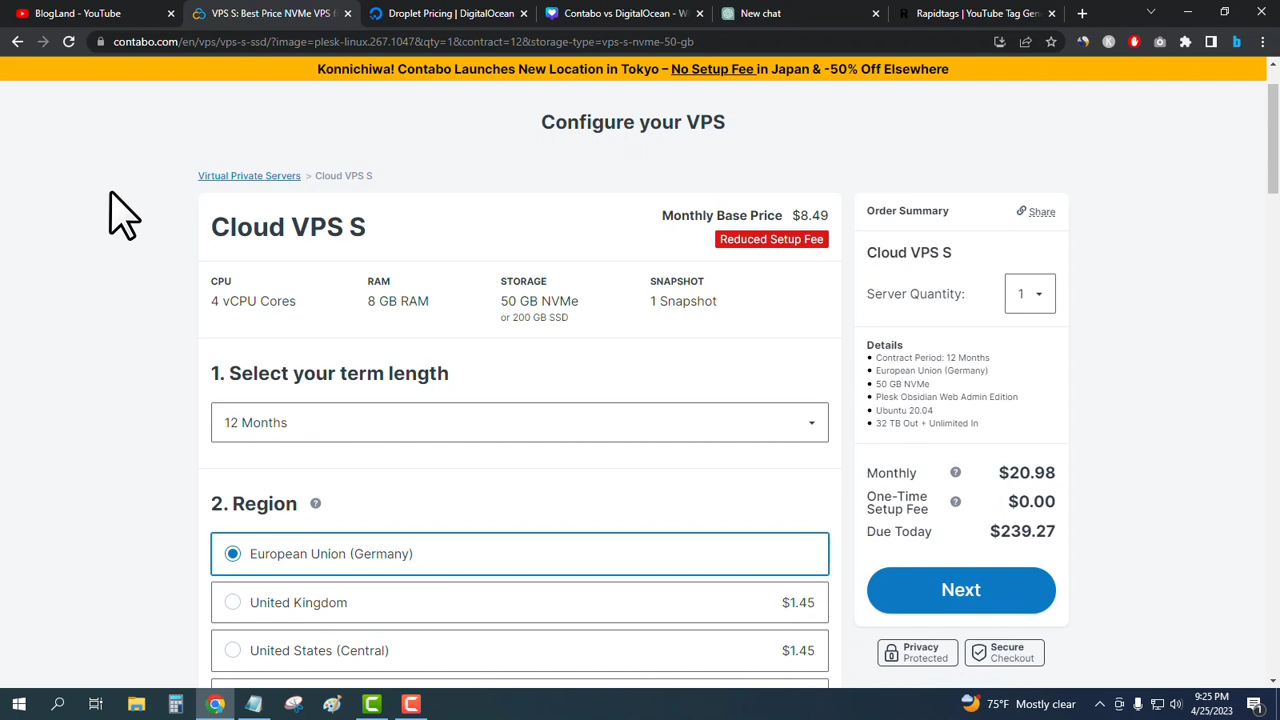 BlogLand - YouTube
VPS S: Best Price NVMe VPS
Droplet Pricing | DigitalOcean
Contabo vs DigitalOcean - W
New chat
Rapidtags | YouTube Tag Gen
contabo.com/en/vps/vps-s-ssd/?image=plesk-linux.267.1047&qty=1&contract=12&storage-type=vps-s-nvme-50-gb
Konnichiwa! Contabo Launches New Location in Tokyo – No Setup Fee in Japan & -50% Off Elsewhere
Configure your VPS
Virtual Private Servers > Cloud VPS S
Cloud VPS S
Monthly Base Price $8.49
Reduced Setup Fee
CPU
4 vCPU Cores
RAM
8 GB RAM
STORAGE
50 GB NVMe
or 200 GB SSD
SNAPSHOT
1 Snapshot
1. Select your term length
12 Months
2. Region ?
European Union (Germany)
United Kingdom $1.45
United States (Central) $1.45
Order Summary
Share
Cloud VPS S
Server Quantity: 1
Details
Contract Period: 12 Months
European Union (Germany)
50 GB NVMe
Plesk Obsidian Web Admin Edition
Ubuntu 20.04
32 TB Out + Unlimited In
Monthly ? $20.98
One-Time Setup Fee ? $0.00
Due Today $239.27
Next
Privacy Protected
Secure Checkout
75°F Mostly clear
9:25 PM
4/25/2023